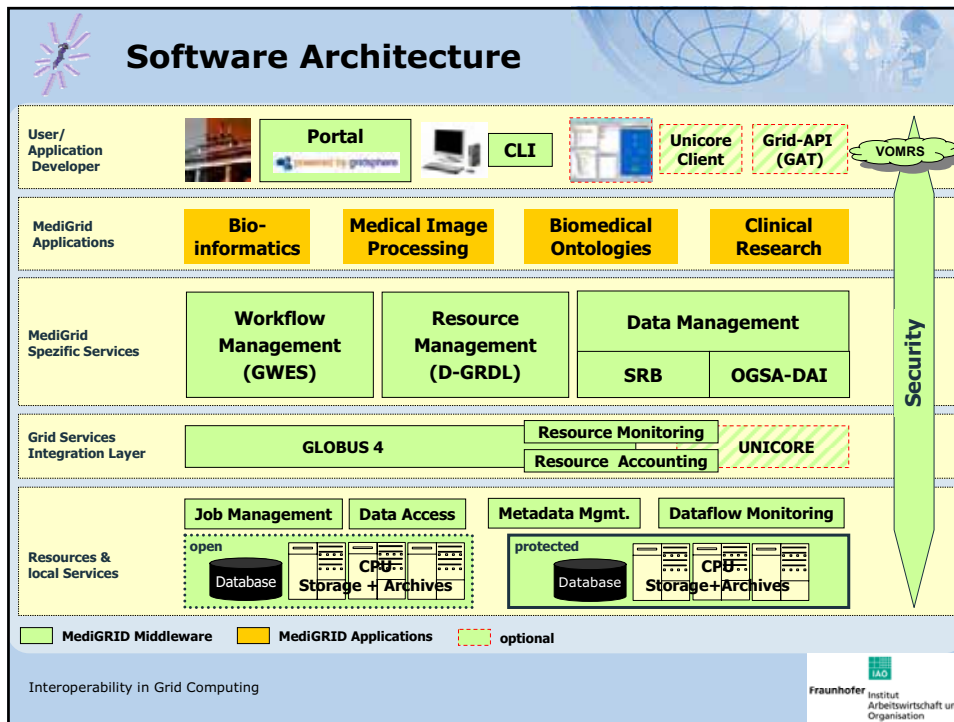 Software Architecture
User/
Application
Developer
Portal
powered by gridsphere
CLI
Unicore
Client
Grid-API
(GAT)
VOMRS
MediGrid
Applications
Bio-
informatics
Medical Image
Processing
Biomedical
Ontologies
Clinical
Research
MediGrid
Spezific Services
Workflow
Management
(GWES)
Resource
Management
(D-GRDL)
Data Management
SRB
OGSA-DAI
Security
Grid Services
Integration Layer
GLOBUS 4
Resource Monitoring
Resource Accounting
UNICORE
Resources &
local Services
Job Management
Data Access
Metadata Mgmt.
Dataflow Monitoring
open
Database
CPU
Storage + Archives
protected
Database
CPU
Storage+Archives
MediGRID Middleware
MediGRID Applications
optional
Interoperability in Grid Computing
IAO
Fraunhofer
Institut
Arbeitswirtschaft un
Organisation